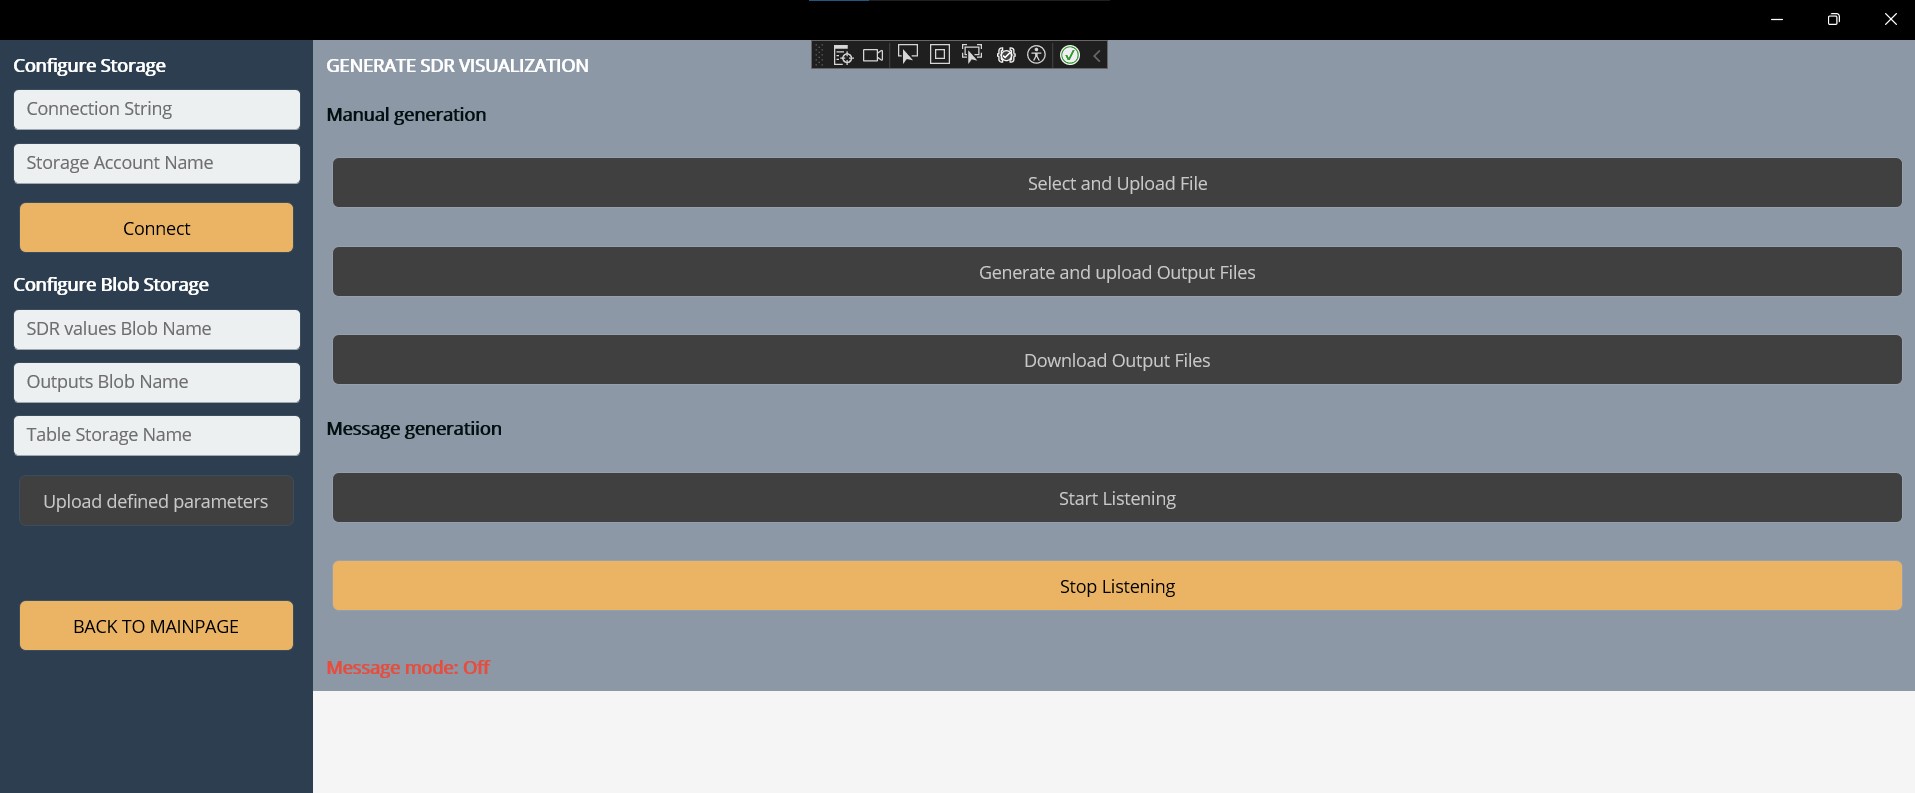 Configure Storage
Connection String
Storage Account Name
Connect
Configure Blob Storage
SDR values Blob Name
Outputs Blob Name
Table Storage Name
Upload defined parameters
BACK TO MAINPAGE
GENERATE SDR VISUALIZATION
Manual generation
Select and Upload File
Generate and upload Output Files
Download Output Files
Message generatiion
Start Listening
Stop Listening
Message mode: Off